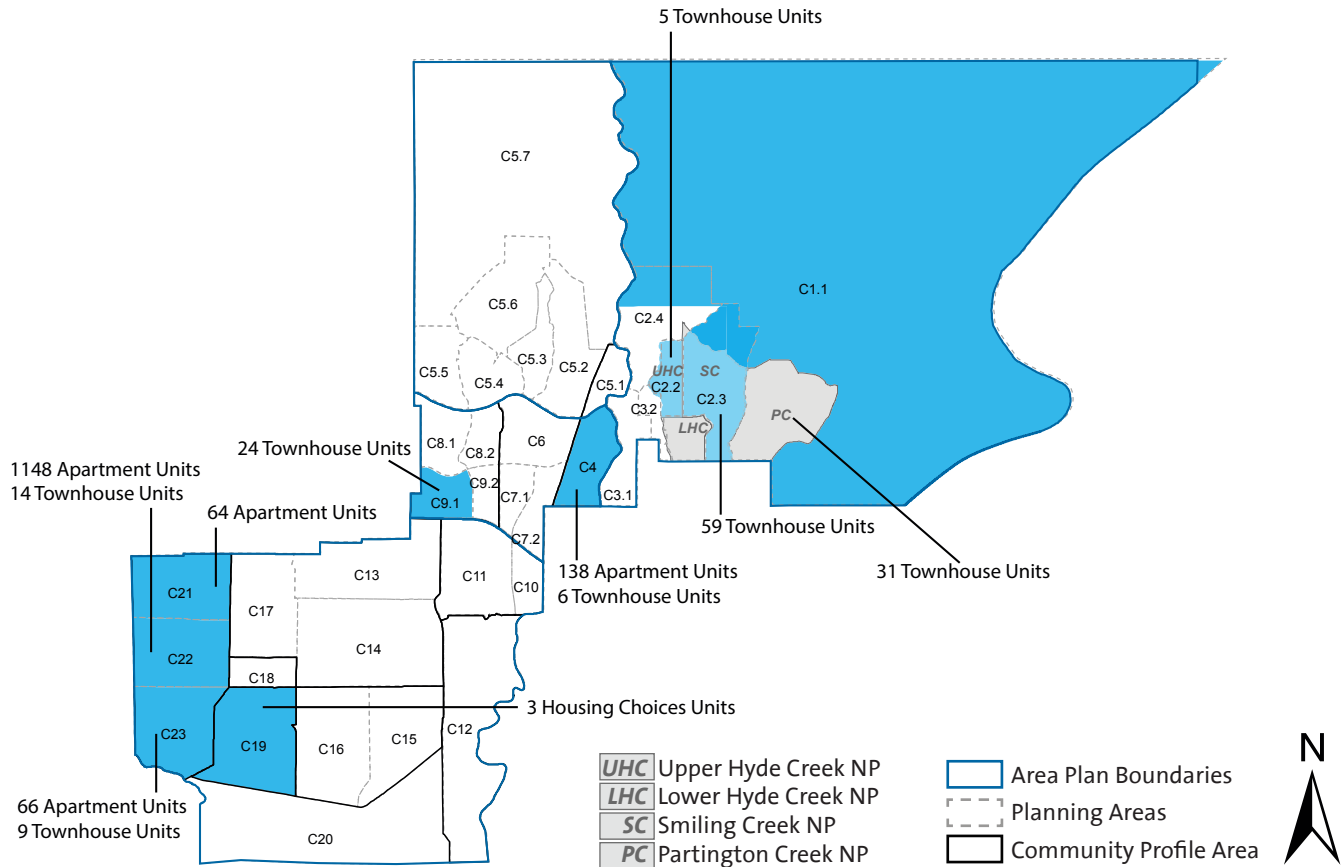 5 Townhouse Units
C5.7
C1.1
C5.6
C2.4
C5.3
C5.2
C5.5
C5.4
C5.1
UHC
SC
C2.2
C2.3
C3.2
PC
LHC
C8.1
C8.2
C6
24 Townhouse Units
C4
1148 Apartment Units
14 Townhouse Units
C9.2
C7.1
C9.1
C3.1
64 Apartment Units
59 Townhouse Units
C7.2
138 Apartment Units
6 Townhouse Units
31 Townhouse Units
C13
C11
C10
C21
C17
C14
C22
C18
3 Housing Choices Units
C12
C23
C19
C16
C15
66 Apartment Units
9 Townhouse Units
C20
UHC Upper Hyde Creek NP
LHC Lower Hyde Creek NP
SC Smiling Creek NP
PC Partington Creek NP
Area Plan Boundaries
Planning Areas
Community Profile Area
N